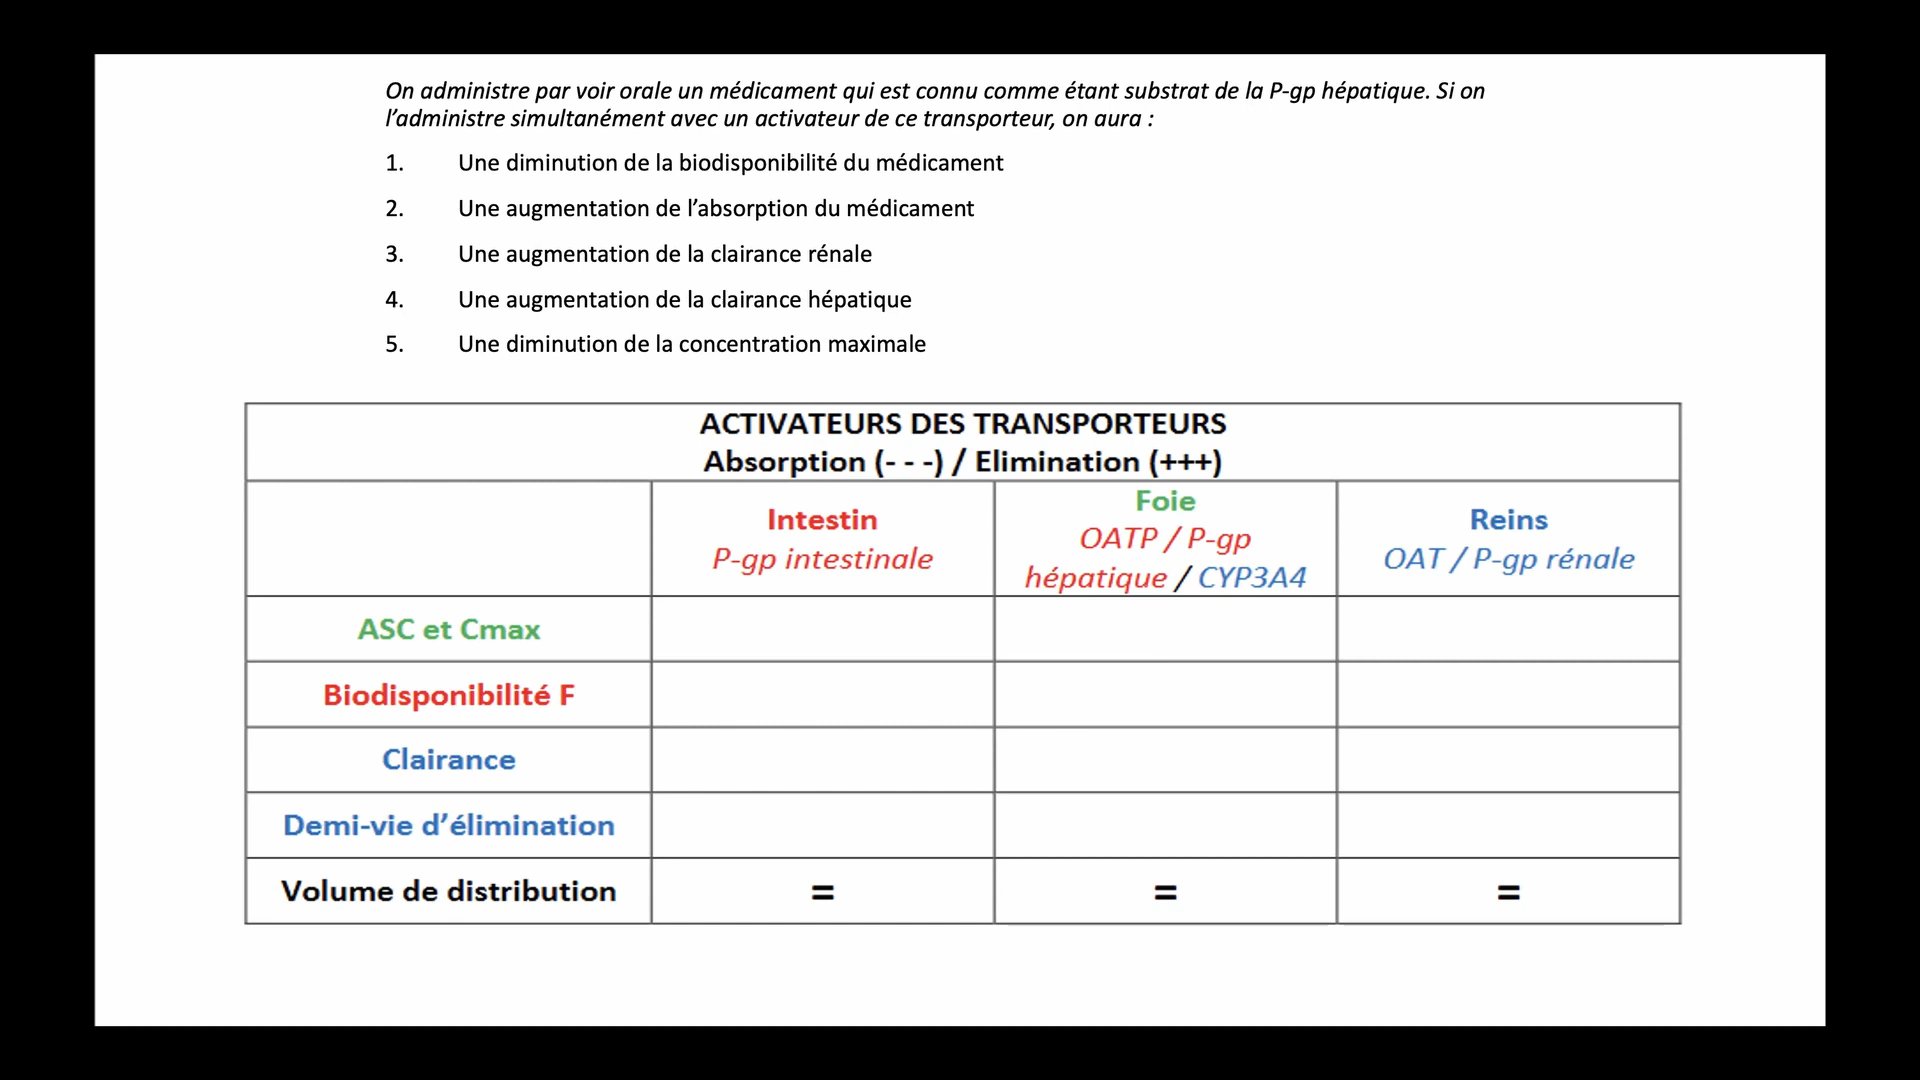 On administre par voir orale un médicament qui est connu comme étant substrat de la P-gp hépatique. Si on
l’administre simultanément avec un activateur de ce transporteur, on aura :
1. Une diminution de la biodisponibilité du médicament
2. Une augmentation de l’absorption du médicament
3. Une augmentation de la clairance rénale
4. Une augmentation de la clairance hépatique
5. Une diminution de la concentration maximale
ACTIVATEURS DES TRANSPORTEURS
Absorption (- - -) / Elimination (+++)
Intestin
P-gp intestinale
Foie
OATP / P-gp
hépatique / CYP3A4
Reins
OAT / P-gp rénale
ASC et Cmax
Biodisponibilité F
Clairance
Demi-vie d’élimination
Volume de distribution = = =